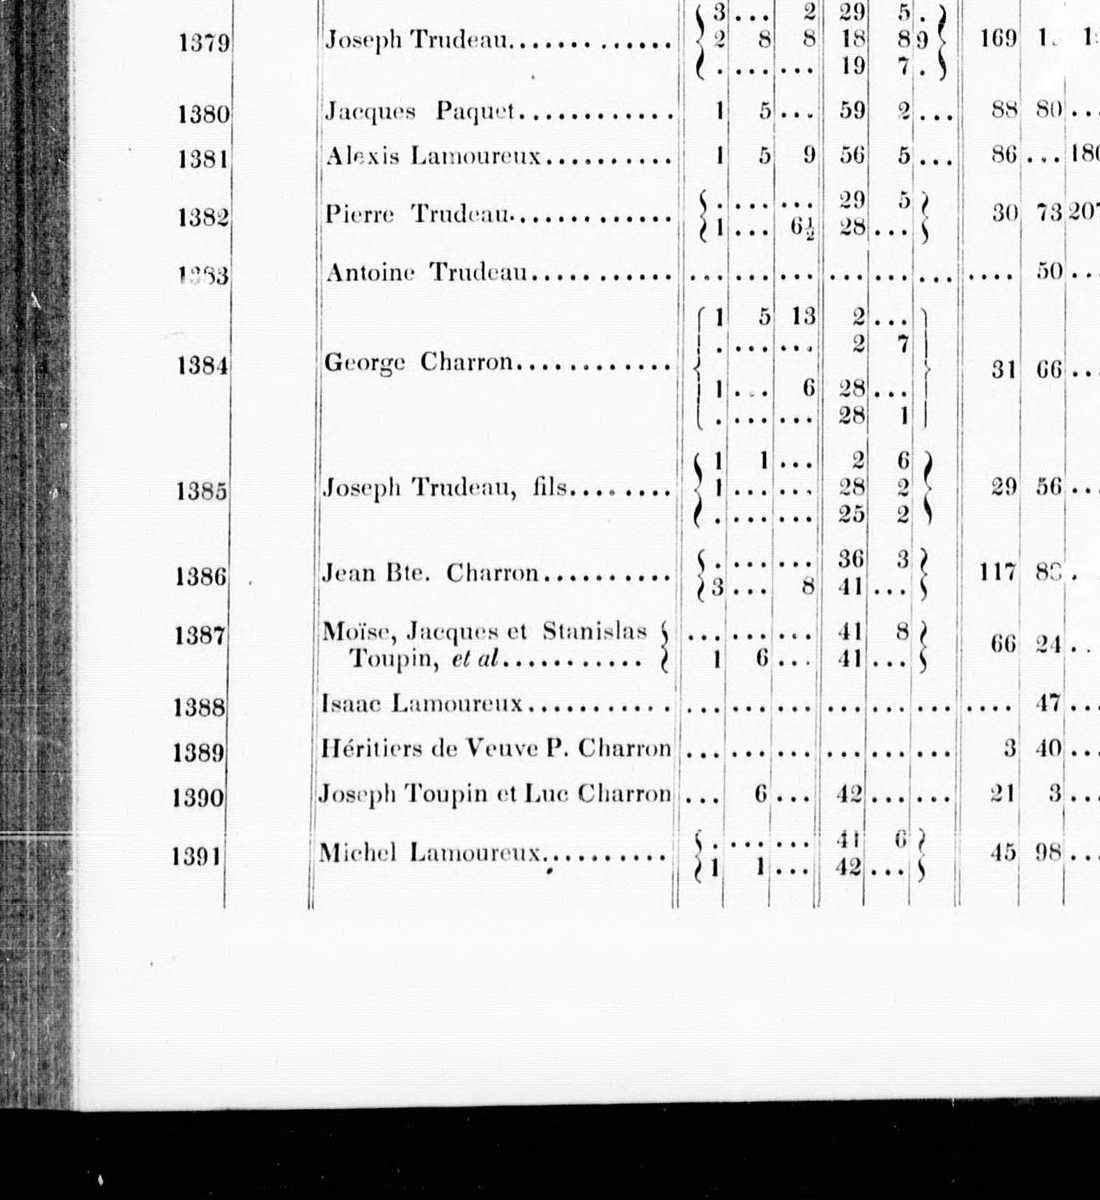 3 ... 2 29 5 .
1379 Joseph Trudeau............. 2 8 8 18 8 9 169
. ... ... 19 7 .
1380 Jacques Paquet............ 1 5 ... 59 2 ... 88 80 ...
1381 Alexis Lamoureux.......... 1 5 9 56 5 ... 86 ...
. ... ... 29 5
1382 Pierre Trudeau............. 30 73
1 ... 6½ 28 ...
Antoine Trudeau........... ... ... ... ... ... ... .... 50 ...
1 5 13 2 ...
. ... ... 2 7
1384 George Charron............ 31 66 ...
1 ... 6 28 ...
. ... ... 28 1
1 1 ... 2 6
1385 Joseph Trudeau, fils........ 1 ... ... 28 2 29 56 ...
. ... ... 25 2
. ... ... 36 3
1386 Jean Bte. Charron.......... 117
3 ... 8 41 ...
1387 Moïse, Jacques et Stanislas ... ... ... 41 8 66 24 ...
Toupin, et al............ 1 6 ... 41 ...
1388 Isaac Lamoureux............ ... ... ... ... ... ... .... 47 ...
1389 Héritiers de Veuve P. Charron ... ... ... ... ... ... 3 40 ...
1390 Joseph Toupin et Luc Charron ... 6 ... 42 ... ... 21 3 ...
. ... ... 41 6
1391 Michel Lamoureux.......... 45 98 ...
1 1 ... 42 ...